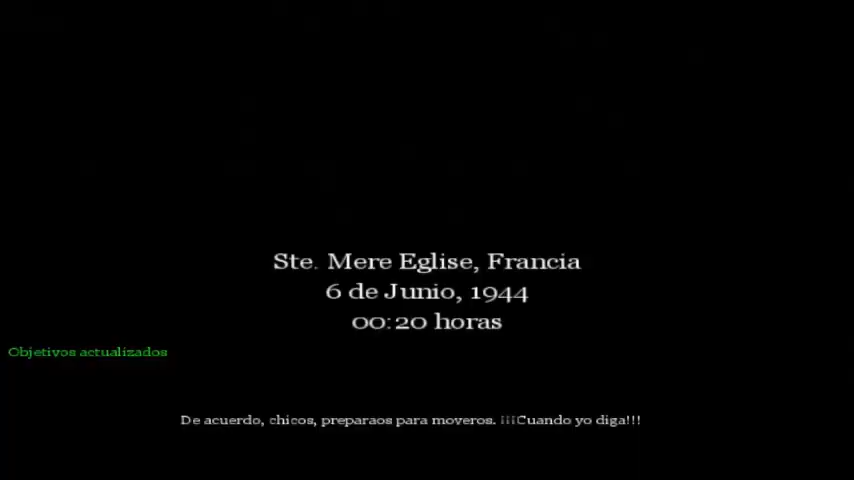 Ste. Mere Eglise, Francia
6 de Junio, 1944
00:20 horas
Objetivos actualizados
De acuerdo, chicos, preparaos para moveros. ¡¡¡Cuando yo diga!!!